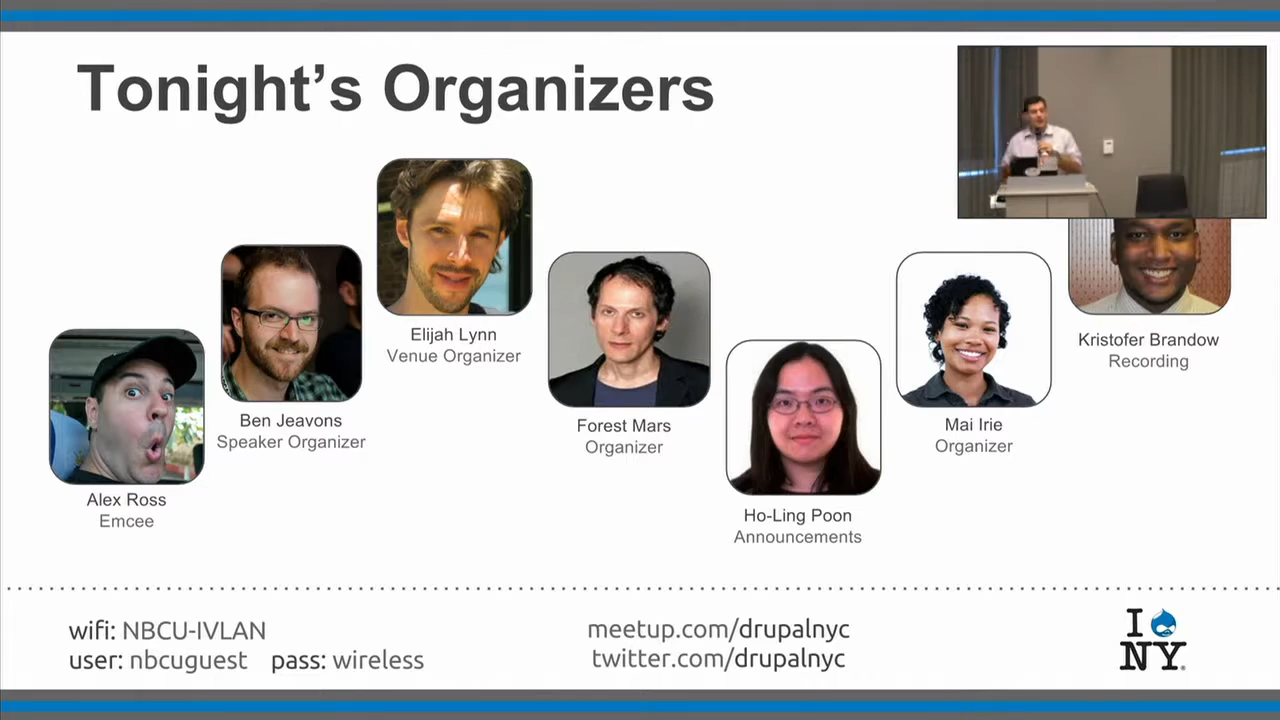 Tonight's Organizers
Alex Ross
Emcee
Ben Jeavons
Speaker Organizer
Elijah Lynn
Venue Organizer
Forest Mars
Organizer
Ho-Ling Poon
Announcements
Mai Irie
Organizer
Kristofer Brandow
Recording
wifi: NBCU-IVLAN
user: nbcuguest pass: wireless
meetup.com/drupalnyc
twitter.com/drupalnyc
I
NY®